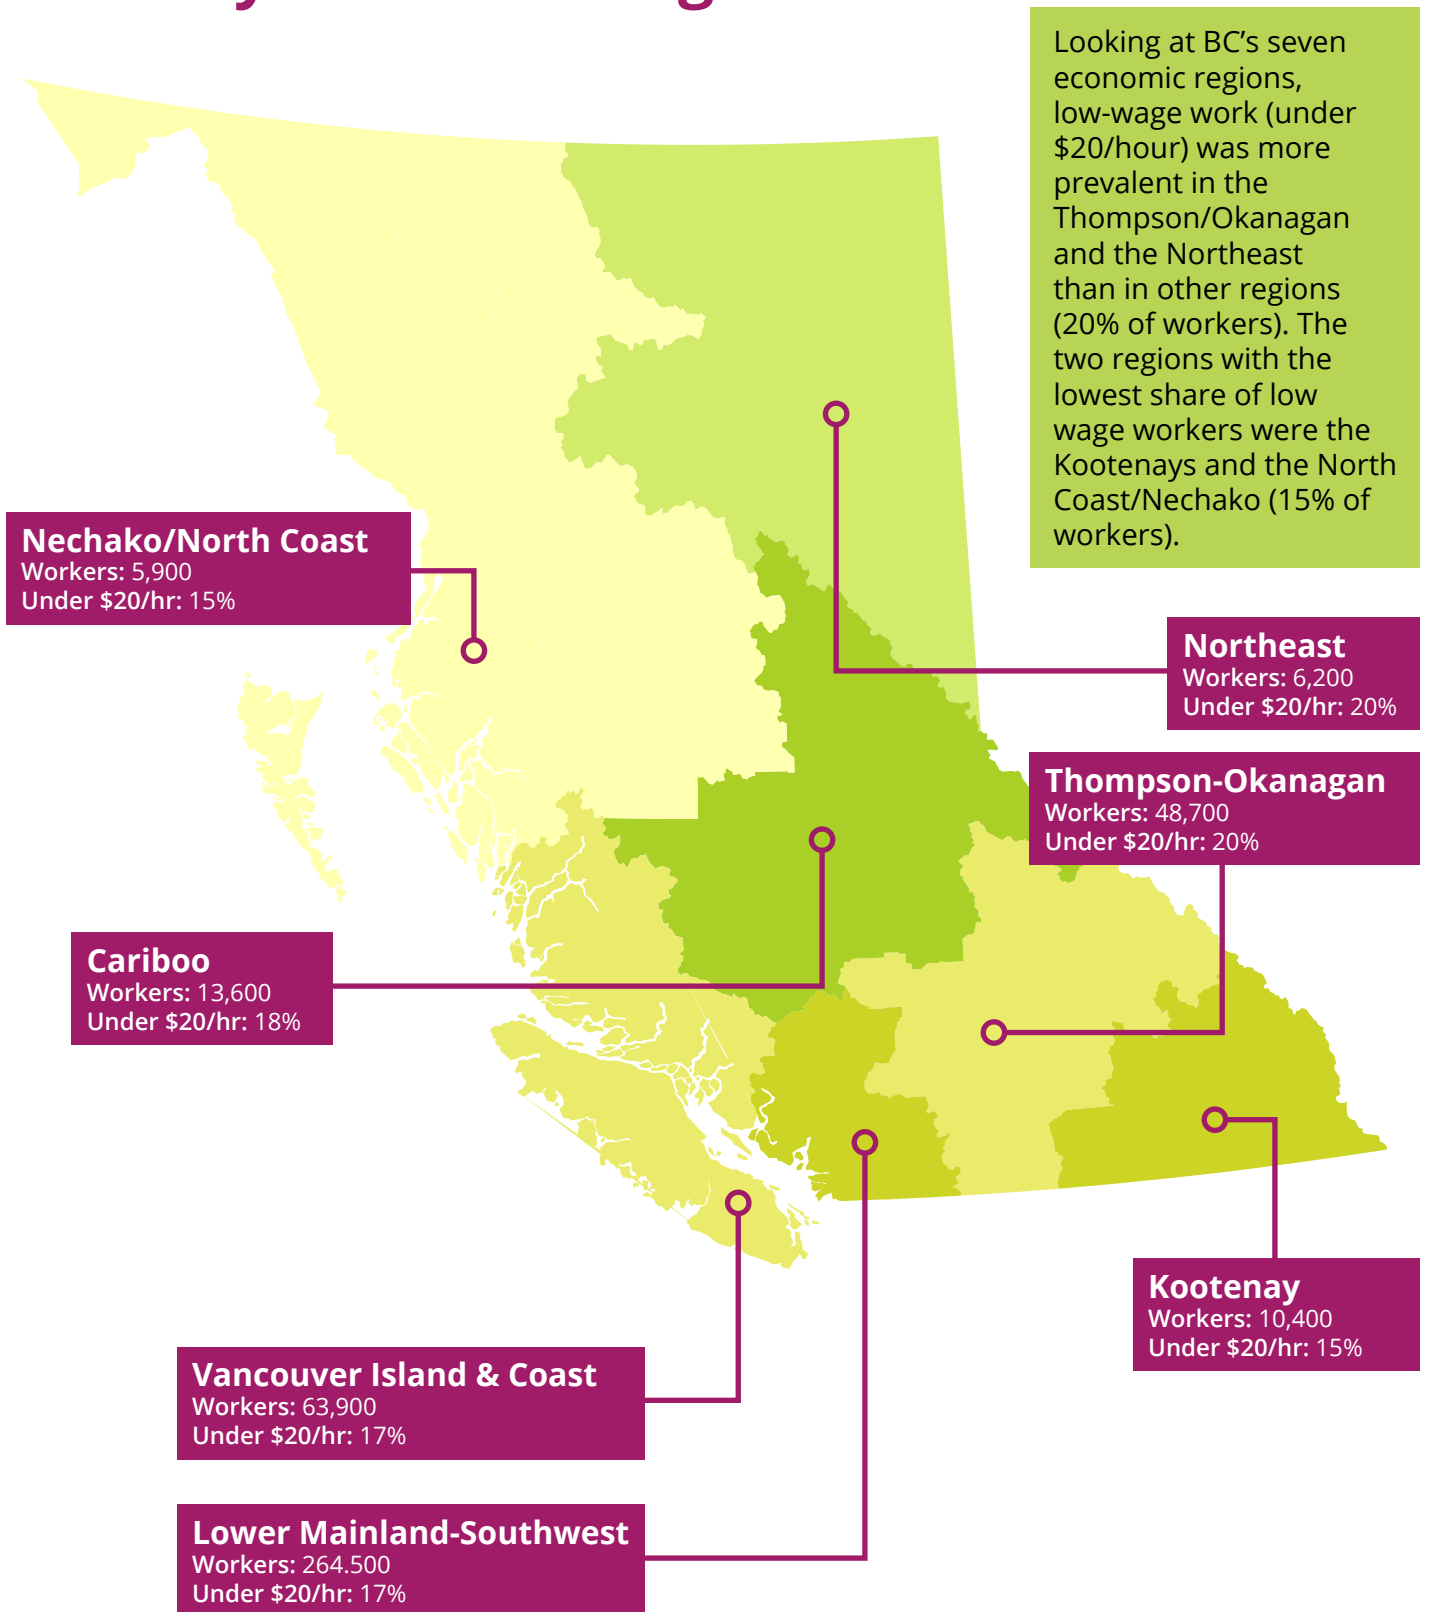 Looking at BC’s seven
economic regions,
low-wage work (under
$20/hour) was more
prevalent in the
Thompson/Okanagan
and the Northeast
than in other regions
(20% of workers). The
two regions with the
lowest share of low
wage workers were the
Kootenays and the North
Coast/Nechako (15% of
workers).
Nechako/North Coast
Workers: 5,900
Under $20/hr: 15%
Northeast
Workers: 6,200
Under $20/hr: 20%
Thompson-Okanagan
Workers: 48,700
Under $20/hr: 20%
Cariboo
Workers: 13,600
Under $20/hr: 18%
Kootenay
Workers: 10,400
Under $20/hr: 15%
Vancouver Island & Coast
Workers: 63,900
Under $20/hr: 17%
Lower Mainland-Southwest
Workers: 264.500
Under $20/hr: 17%